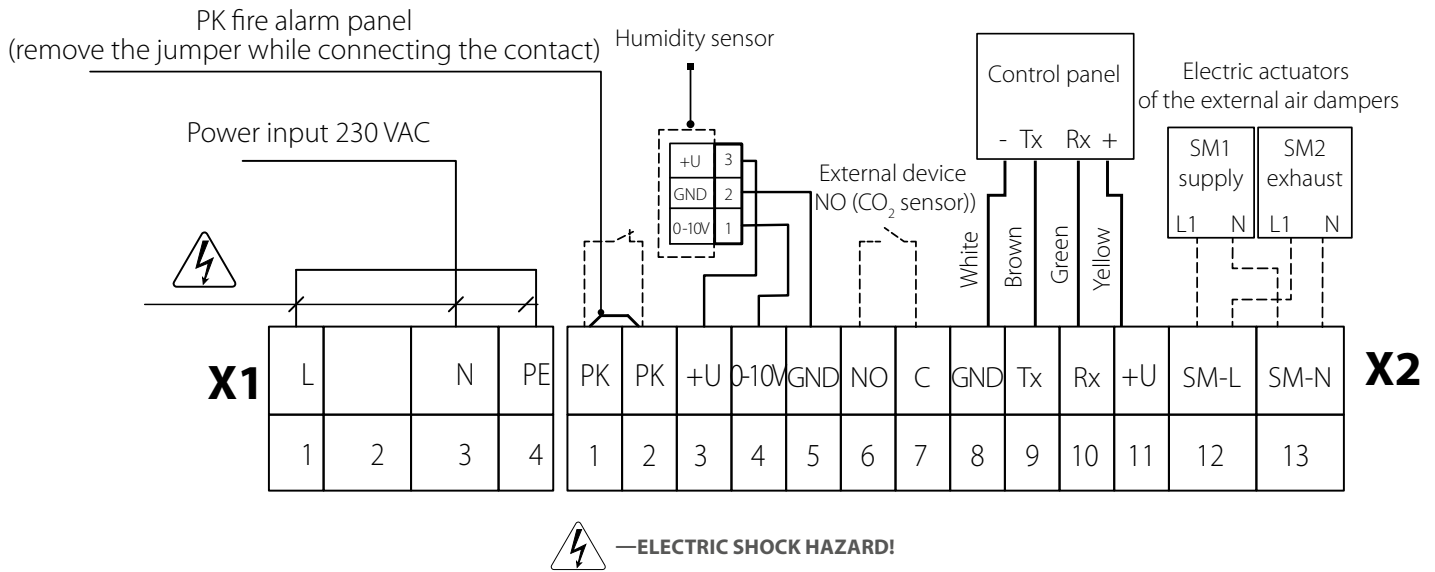 PK fire alarm panel
(remove the jumper while connecting the contact)
Humidity sensor
Control panel
- Tx Rx +
Electric actuators
of the external air dampers
Power input 230 VAC
+U 3
GND 2
0-10V 1
External device
NO (CO₂ sensor))
White
Brown
Green
Yellow
SM1
supply
L1 N
SM2
exhaust
L1 N
X1
L N PE
1 2 3 4
PK PK +U 0-10V GND NO C GND Tx Rx +U SM-L SM-N
1 2 3 4 5 6 7 8 9 10 11 12 13
X2
—ELECTRIC SHOCK HAZARD!